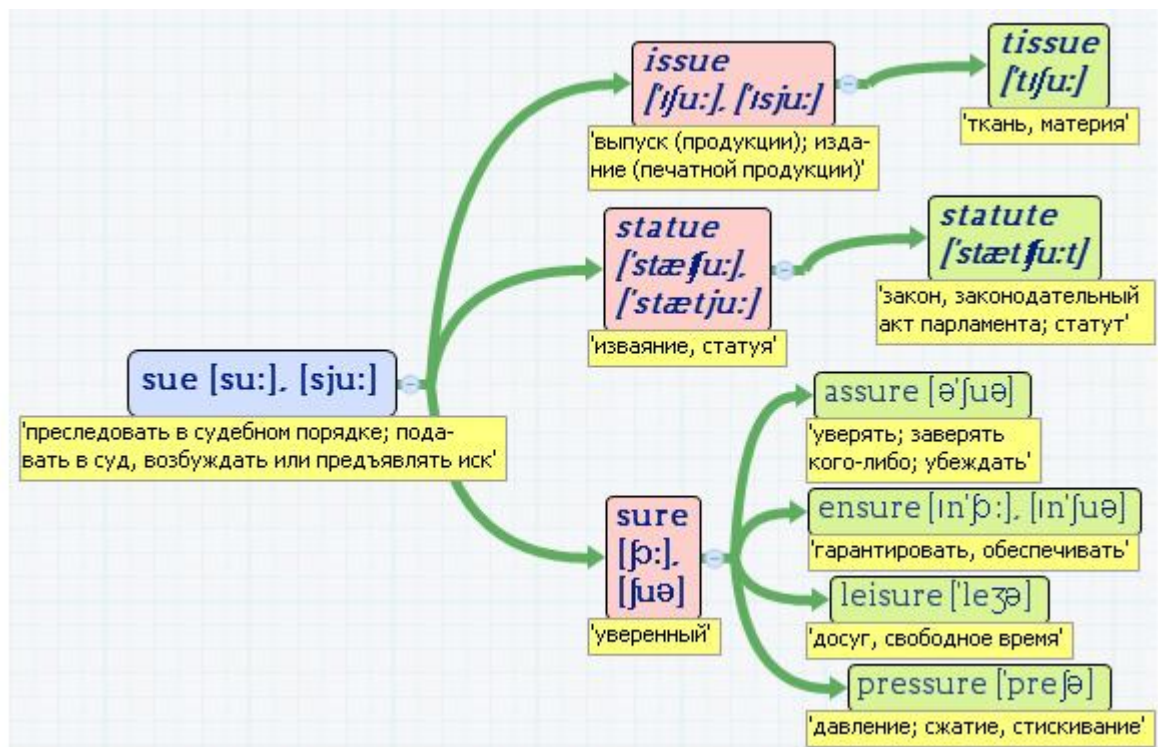 sue [su:], [sju:]
'преследовать в судебном порядке; пода-
вать в суд, возбуждать или предъявлять иск'
issue
['ɪʃu:], ['ɪsju:]
'выпуск (продукции); изда-
ние (печатной продукции)'
tissue
['tɪʃu:]
'ткань, материя'
statue
['stæʧu:],
['stætju:]
'изваяние, статуя'
statute
['stætʃu:t]
'закон, законодательный
акт парламента; статут'
sure
[ʃɔ:],
[ʃuə]
'уверенный'
assure [ə'ʃuə]
'уверять; заверять
кого-либо; убеждать'
ensure [ɪn'ʃɔ:], [ɪn'ʃuə]
'гарантировать, обеспечивать'
leisure ['leʒə]
'досуг, свободное время'
pressure ['preʃə]
'давление; сжатие, стискивание'